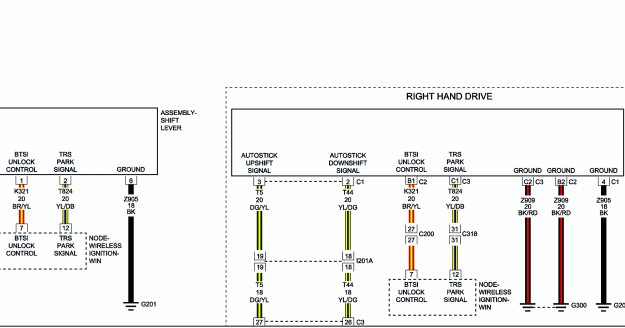 RIGHT HAND DRIVE
ASSEMBLY-
SHIFT
LEVER
BTSI
UNLOCK
CONTROL
TRS
PARK
SIGNAL
GROUND
1
2
6
K321
20
BR/YL
T824
20
YL/DB
Z905
18
BK
7
12
BTSI
UNLOCK
CONTROL
TRS
PARK
SIGNAL
NODE-
WIRELESS
IGNITION-
WIN
G201
AUTOSTICK
UPSHIFT
SIGNAL
AUTOSTICK
DOWNSHIFT
SIGNAL
BTSI
UNLOCK
CONTROL
TRS
PARK
SIGNAL
GROUND GROUND GROUND
3
2 C1
B1 C2
C1 C3
C2 C3
B2 C2
4 C1
T5
20
DG/YL
T44
20
YL/DG
K321
20
BR/YL
T824
20
YL/DB
Z909
20
BK/RD
Z909
20
BK/RD
Z905
18
BK
27
27
C200
31
31
C318
19
19
18
18
I201A
7
12
BTSI
UNLOCK
CONTROL
TRS
PARK
SIGNAL
NODE-
WIRELESS
IGNITION-
WIN
T5
18
DG/YL
T44
18
YL/DG
G300
G20
27
26 C3